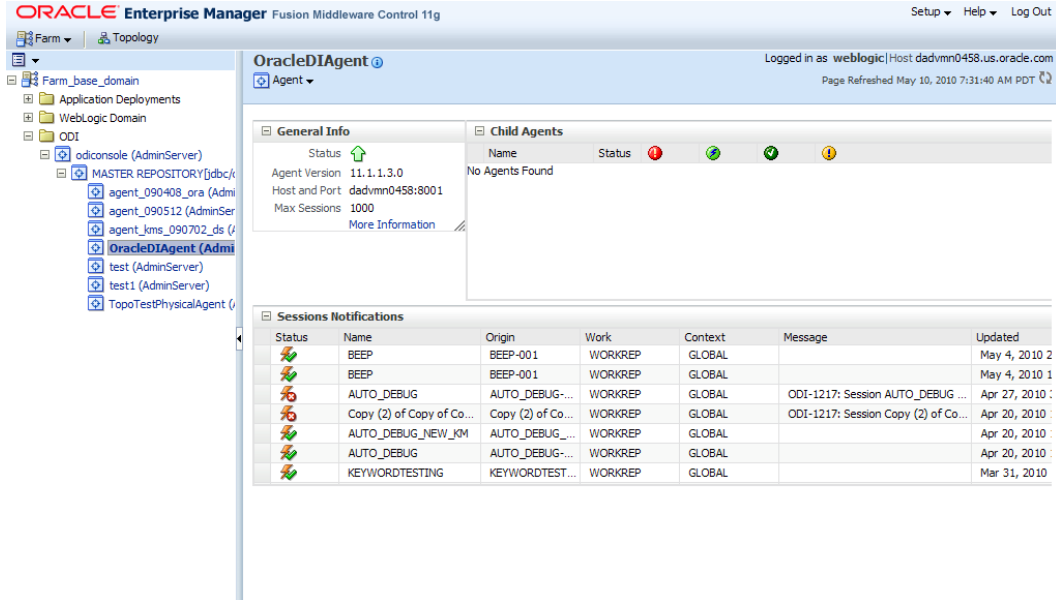 ORACLE Enterprise Manager Fusion Middleware Control 11g
Setup Help Log Out
Farm Topology
OracleDIAgent
Logged in as weblogic|Host dadvmn0458.us.oracle.com
Agent
Page Refreshed May 10, 2010 7:31:40 AM PDT
Farm_base_domain
Application Deployments
WebLogic Domain
ODI
odiconsole (AdminServer)
MASTER REPOSITORY[jdbc/
agent_090408_ora (Admi
agent_090512 (AdminSer
agent_kms_090702_ds (
OracleDIAgent (Admi
test (AdminServer)
test1 (AdminServer)
TopoTestPhysicalAgent (
General Info
Status
Agent Version 11.1.1.3.0
Host and Port dadvmn0458:8001
Max Sessions 1000
More Information
Child Agents
Name Status
No Agents Found
Sessions Notifications
Status Name Origin Work Context Message Updated
BEEP BEEP-001 WORKREP GLOBAL May 4, 2010 2
BEEP BEEP-001 WORKREP GLOBAL May 4, 2010 1
AUTO_DEBUG AUTO_DEBUG-... WORKREP GLOBAL ODI-1217: Session AUTO_DEBUG ... Apr 27, 2010
Copy (2) of Copy of Co... Copy (2) of Co... WORKREP GLOBAL ODI-1217: Session Copy (2) of Co... Apr 20, 2010
AUTO_DEBUG_NEW_KM AUTO_DEBUG_... WORKREP GLOBAL Apr 20, 2010
AUTO_DEBUG AUTO_DEBUG-... WORKREP GLOBAL Apr 20, 2010
KEYWORDTESTING KEYWORDTEST... WORKREP GLOBAL Mar 31, 2010